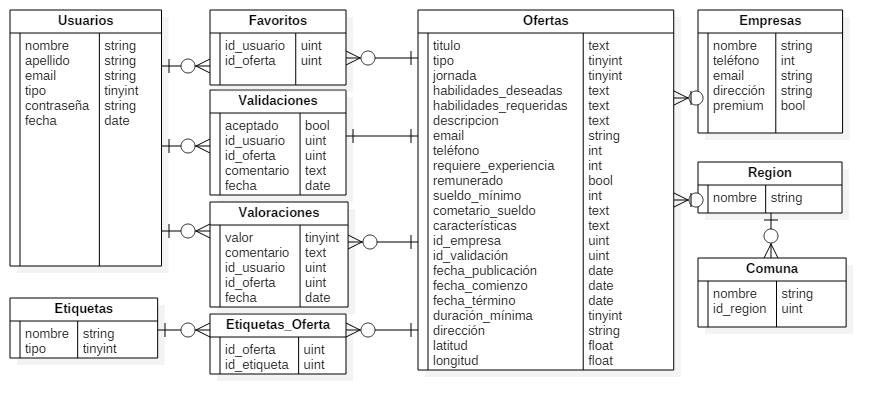 Usuarios
nombre string
apellido string
email string
tipo tinyint
contraseña string
fecha date
Favoritos
id_usuario uint
id_oferta uint
Validaciones
aceptado bool
id_usuario uint
id_oferta uint
comentario text
fecha date
Valoraciones
valor tinyint
comentario text
id_usuario uint
id_oferta uint
fecha date
Etiquetas
nombre string
tipo tinyint
Etiquetas_Oferta
id_oferta uint
id_etiqueta uint
Ofertas
titulo text
tipo tinyint
jornada tinyint
habilidades_deseadas text
habilidades_requeridas text
descripcion text
email string
teléfono int
requiere_experiencia int
remunerado bool
sueldo_mínimo int
cometario_sueldo text
características text
id_empresa uint
id_validación uint
fecha_publicación date
fecha_comienzo date
fecha_término date
duración_mínima tinyint
dirección string
latitud float
longitud float
Empresas
nombre string
teléfono int
email string
dirección string
premium bool
Region
nombre string
Comuna
nombre string
id_region uint